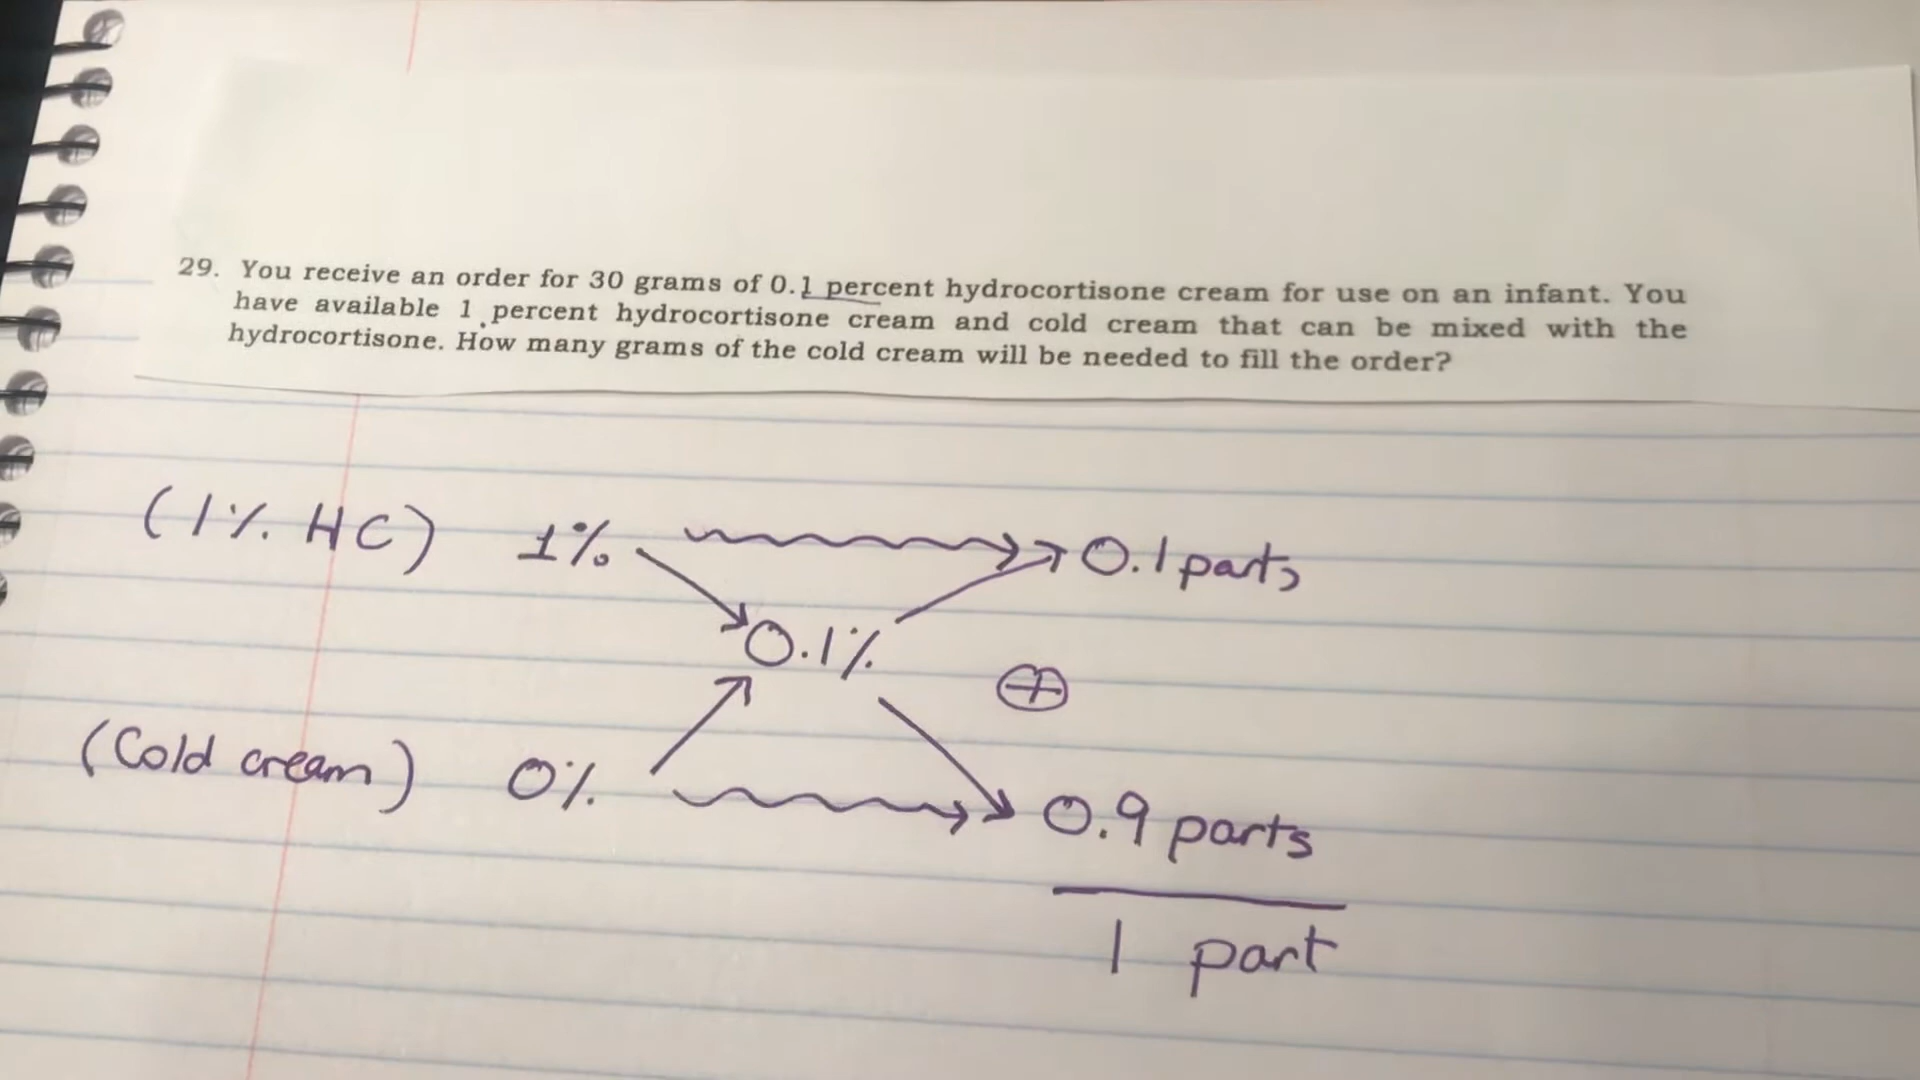 29. You receive an order for 30 grams of 0.1 percent hydrocortisone cream for use on an infant. You
have available 1 percent hydrocortisone cream and cold cream that can be mixed with the
hydrocortisone. How many grams of the cold cream will be needed to fill the order?
(1% HC) 1% 0.1 parts
0.1%
+
(Cold cream) 0% 0.9 parts
1 part